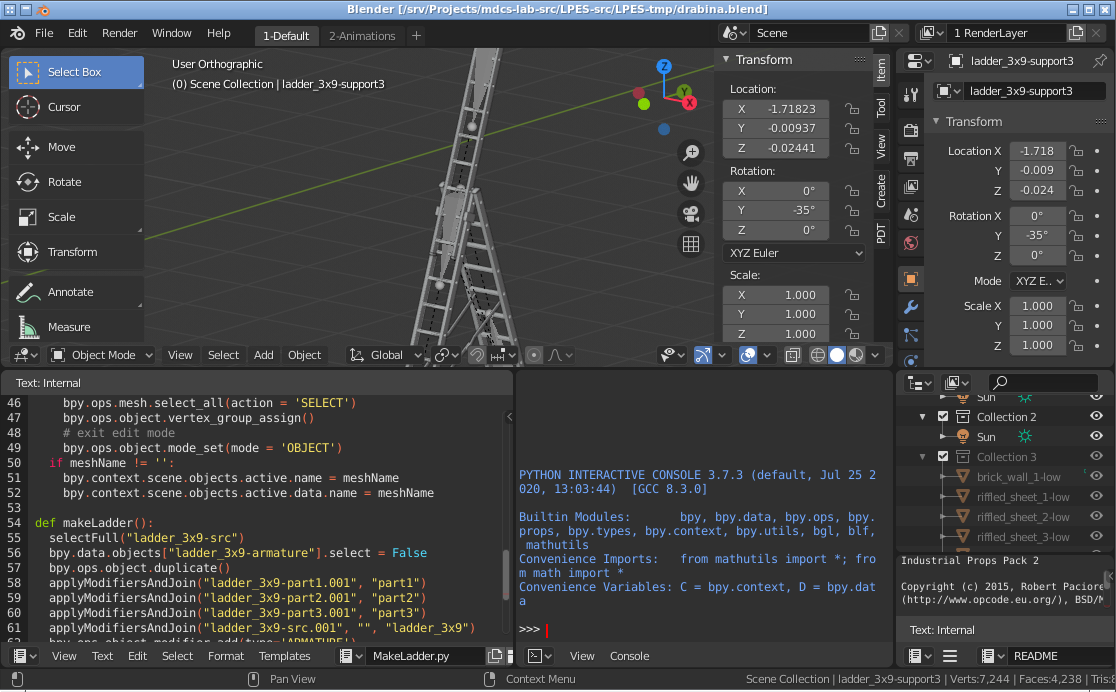 Blender [/srv/Projects/mdcs-lab-src/LPES-src/LPES-tmp/drabina.blend]
File Edit Render Window Help 1-Default 2-Animations + Scene 1 RenderLayer
Select Box
Cursor
Move
Rotate
Scale
Transform
Annotate
Measure
User Orthographic
(0) Scene Collection | ladder_3x9-support3
Z
Y
X
Transform
Location:
X -1.71823
Y -0.00937
Z -0.02441
Rotation:
X 0°
Y -35°
Z 0°
XYZ Euler
Scale:
X 1.000
Y 1.000
Z 1.000
Item
Tool
View
Create
PDT
ladder_3x9-support3
ladder_3x9-support3
Transform
Location X -1.718
Y -0.009
Z -0.024
Rotation X 0°
Y -35°
Z 0°
Mode XYZ E..
Scale X 1.000
Y 1.000
Z 1.000
Object Mode View Select Add Object Global
Text: Internal
46 bpy.ops.mesh.select_all(action = 'SELECT')
47 bpy.ops.object.vertex_group_assign()
48 # exit edit mode
49 bpy.ops.object.mode_set(mode = 'OBJECT')
50 if meshName != '':
51 bpy.context.scene.objects.active.name = meshName
52 bpy.context.scene.objects.active.data.name = meshName
53
54 def makeLadder():
55 selectFull("ladder_3x9-src")
56 bpy.data.objects["ladder_3x9-armature"].select = False
57 bpy.ops.object.duplicate()
58 applyModifiersAndJoin("ladder_3x9-part1.001", "part1")
59 applyModifiersAndJoin("ladder_3x9-part2.001", "part2")
60 applyModifiersAndJoin("ladder_3x9-part3.001", "part3")
61 applyModifiersAndJoin("ladder_3x9-src.001", "", "ladder_3x9")
62 bpy.ops.object.modifier_add(type='ARMATURE')
View Text Edit Select Format Templates MakeLadder.py
PYTHON INTERACTIVE CONSOLE 3.7.3 (default, Jul 25 2
020, 13:03:44) [GCC 8.3.0]
Builtin Modules: bpy, bpy.data, bpy.ops, bpy.
props, bpy.types, bpy.context, bpy.utils, bgl, blf,
mathutils
Convenience Imports: from mathutils import *; fro
m math import *
Convenience Variables: C = bpy.context, D = bpy.dat
a
>>>
View Console
Sun
Collection 2
Sun
Collection 3
brick_wall_1-low
riffled_sheet_1-low
riffled_sheet_2-low
riffled_sheet_3-low
Industrial Props Pack 2
Copyright (c) 2015, Robert Paciore
(http://www.opcode.eu.org/), BSD/M
Text: Internal
README
Pan View Context Menu Scene Collection | ladder_3x9-support3 | Verts:7,244 | Faces:4,238 | Tris:8